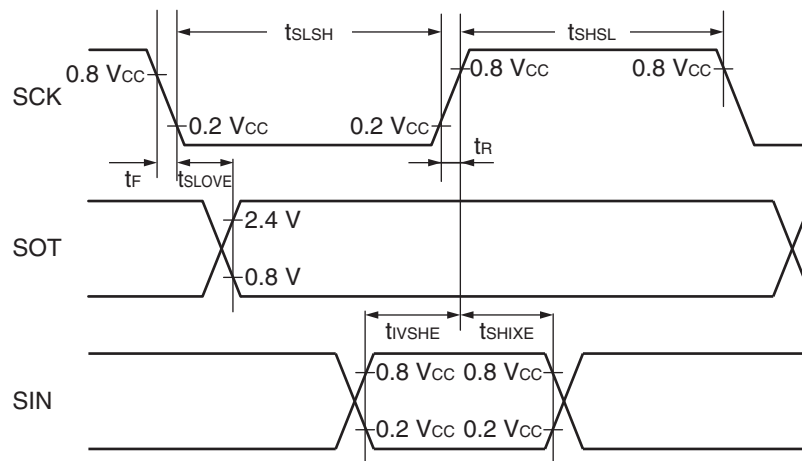 tSLSH tSHSL
0.8 VCC 0.8 VCC 0.8 VCC
SCK
0.2 VCC 0.2 VCC
tF tSLOVE tR
2.4 V
SOT
0.8 V
tIVSHE tSHIXE
0.8 VCC 0.8 VCC
SIN
0.2 VCC 0.2 VCC